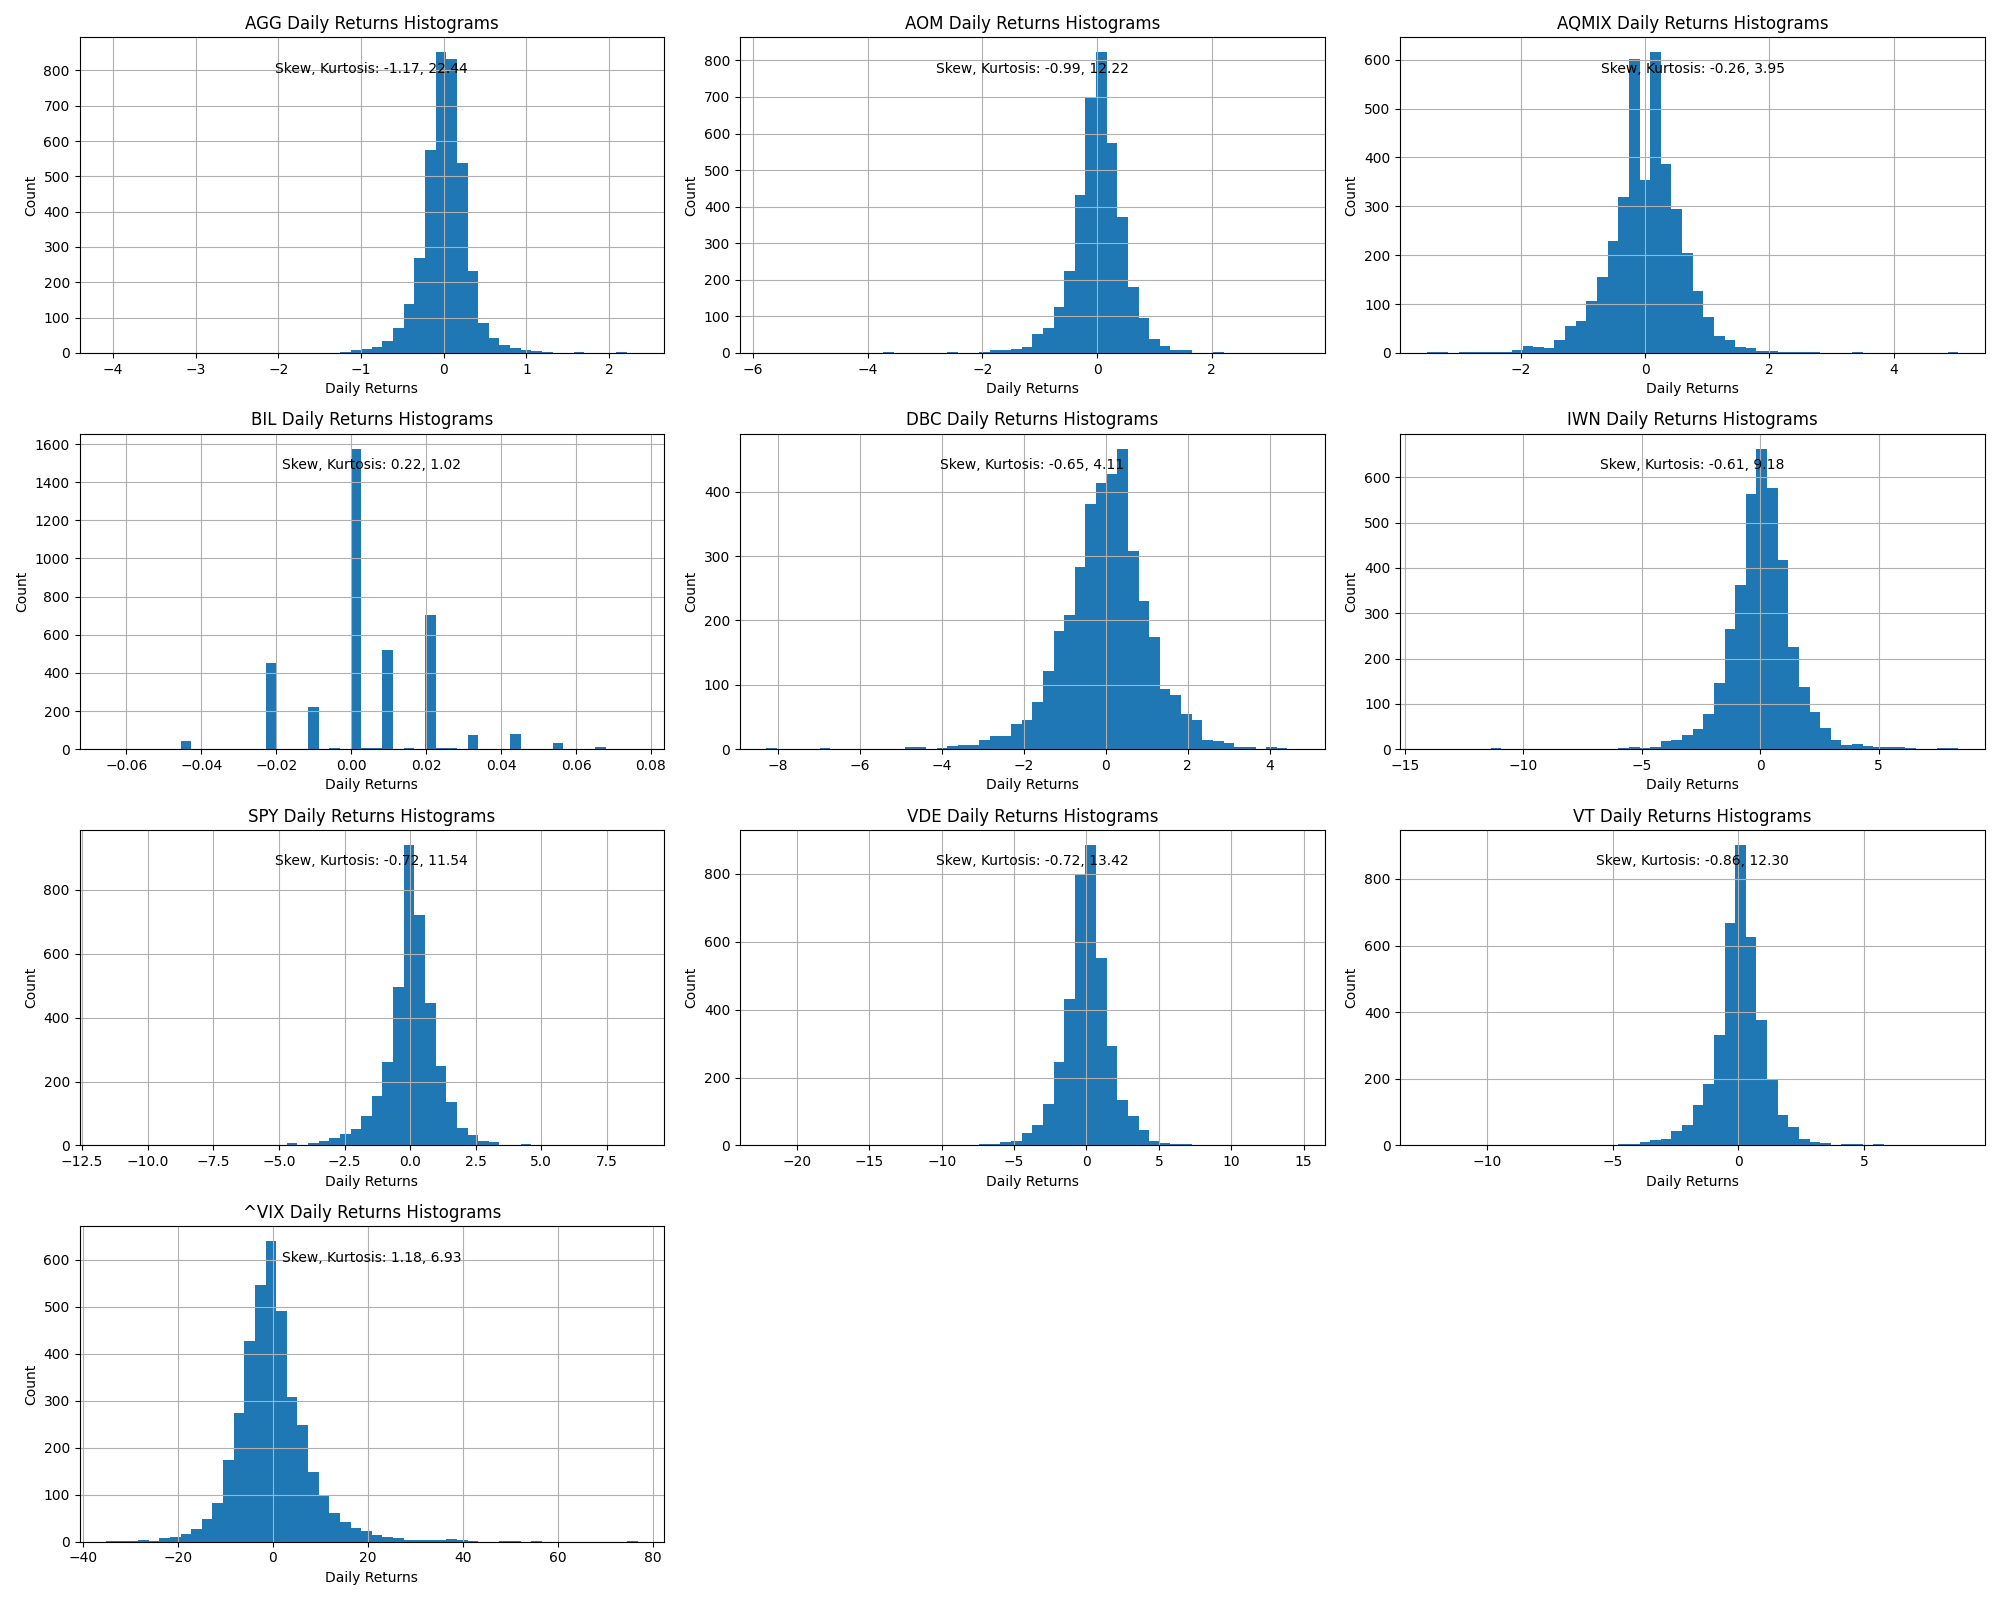 AGG Daily Returns Histograms
Skew, Kurtosis: -1.17, 22.44
800
700
600
500
400
300
200
100
0
Count
−4 −3 −2 −1 0 1 2
Daily Returns
AOM Daily Returns Histograms
Skew, Kurtosis: -0.99, 12.22
800
700
600
500
400
300
200
100
0
Count
−6 −4 −2 0 2
Daily Returns
AQMIX Daily Returns Histograms
Skew, Kurtosis: -0.26, 3.95
600
500
400
300
200
100
0
Count
−2 0 2 4
Daily Returns
BIL Daily Returns Histograms
Skew, Kurtosis: 0.22, 1.02
1600
1400
1200
1000
800
600
400
200
0
Count
−0.06 −0.04 −0.02 0.00 0.02 0.04 0.06 0.08
Daily Returns
DBC Daily Returns Histograms
Skew, Kurtosis: -0.65, 4.11
400
300
200
100
0
Count
−8 −6 −4 −2 0 2 4
Daily Returns
IWN Daily Returns Histograms
Skew, Kurtosis: -0.61, 9.18
600
500
400
300
200
100
0
Count
−15 −10 −5 0 5
Daily Returns
SPY Daily Returns Histograms
Skew, Kurtosis: -0.72, 11.54
800
600
400
200
0
Count
−12.5 −10.0 −7.5 −5.0 −2.5 0.0 2.5 5.0 7.5
Daily Returns
VDE Daily Returns Histograms
Skew, Kurtosis: -0.72, 13.42
800
600
400
200
0
Count
−20 −15 −10 −5 0 5 10 15
Daily Returns
VT Daily Returns Histograms
Skew, Kurtosis: -0.86, 12.30
800
600
400
200
0
Count
−10 −5 0 5
Daily Returns
^VIX Daily Returns Histograms
Skew, Kurtosis: 1.18, 6.93
600
500
400
300
200
100
0
Count
−40 −20 0 20 40 60 80
Daily Returns